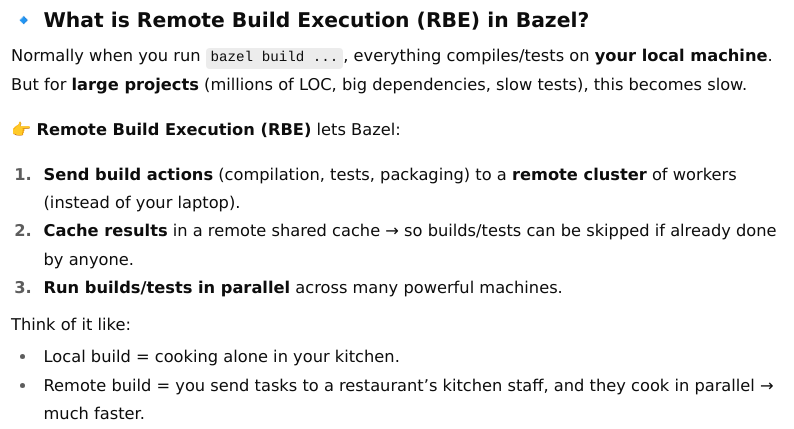 🔹 What is Remote Build Execution (RBE) in Bazel?
Normally when you run bazel build ..., everything compiles/tests on your local machine.
But for large projects (millions of LOC, big dependencies, slow tests), this becomes slow.
👉 Remote Build Execution (RBE) lets Bazel:
1. Send build actions (compilation, tests, packaging) to a remote cluster of workers
(instead of your laptop).
2. Cache results in a remote shared cache → so builds/tests can be skipped if already done
by anyone.
3. Run builds/tests in parallel across many powerful machines.
Think of it like:
• Local build = cooking alone in your kitchen.
• Remote build = you send tasks to a restaurant’s kitchen staff, and they cook in parallel →
much faster.